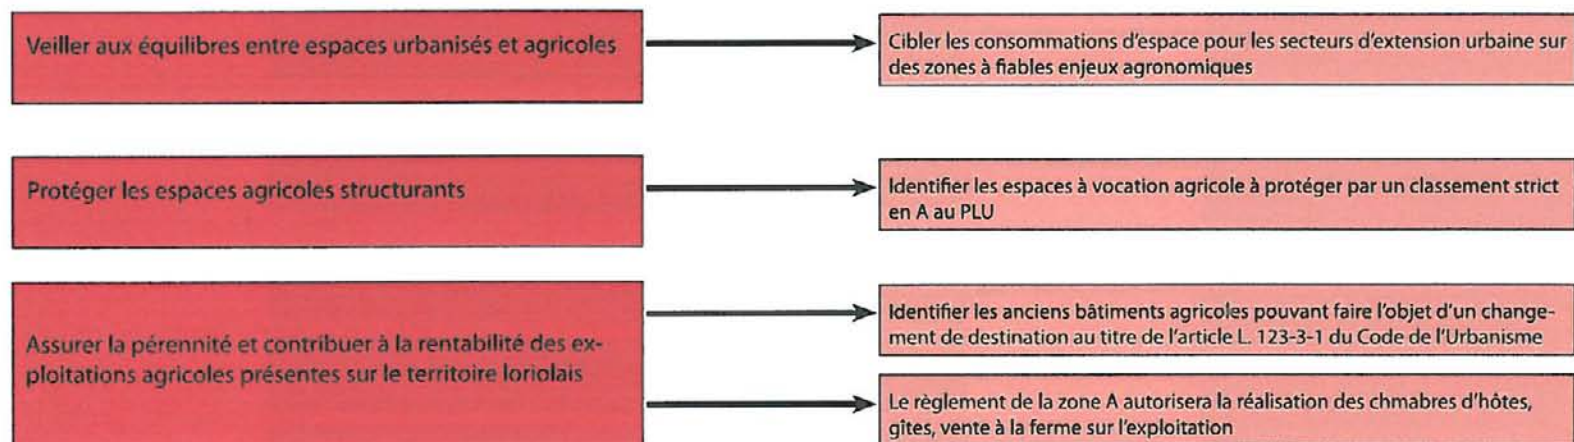 Veiller aux équilibres entre espaces urbanisés et agricoles
Cibler les consommations d'espace pour les secteurs d'extension urbaine sur
des zones à fiables enjeux agronomiques
Protéger les espaces agricoles structurants
Identifier les espaces à vocation agricole à protéger par un classement strict
en A au PLU
Assurer la pérennité et contribuer à la rentabilité des ex-
ploitations agricoles présentes sur le territoire loriolais
Identifier les anciens bâtiments agricoles pouvant faire l'objet d'un change-
ment de destination au titre de l'article L. 123-3-1 du Code de l'Urbanisme
Le règlement de la zone A autorisera la réalisation des chmabres d'hôtes,
gîtes, vente à la ferme sur l'exploitation